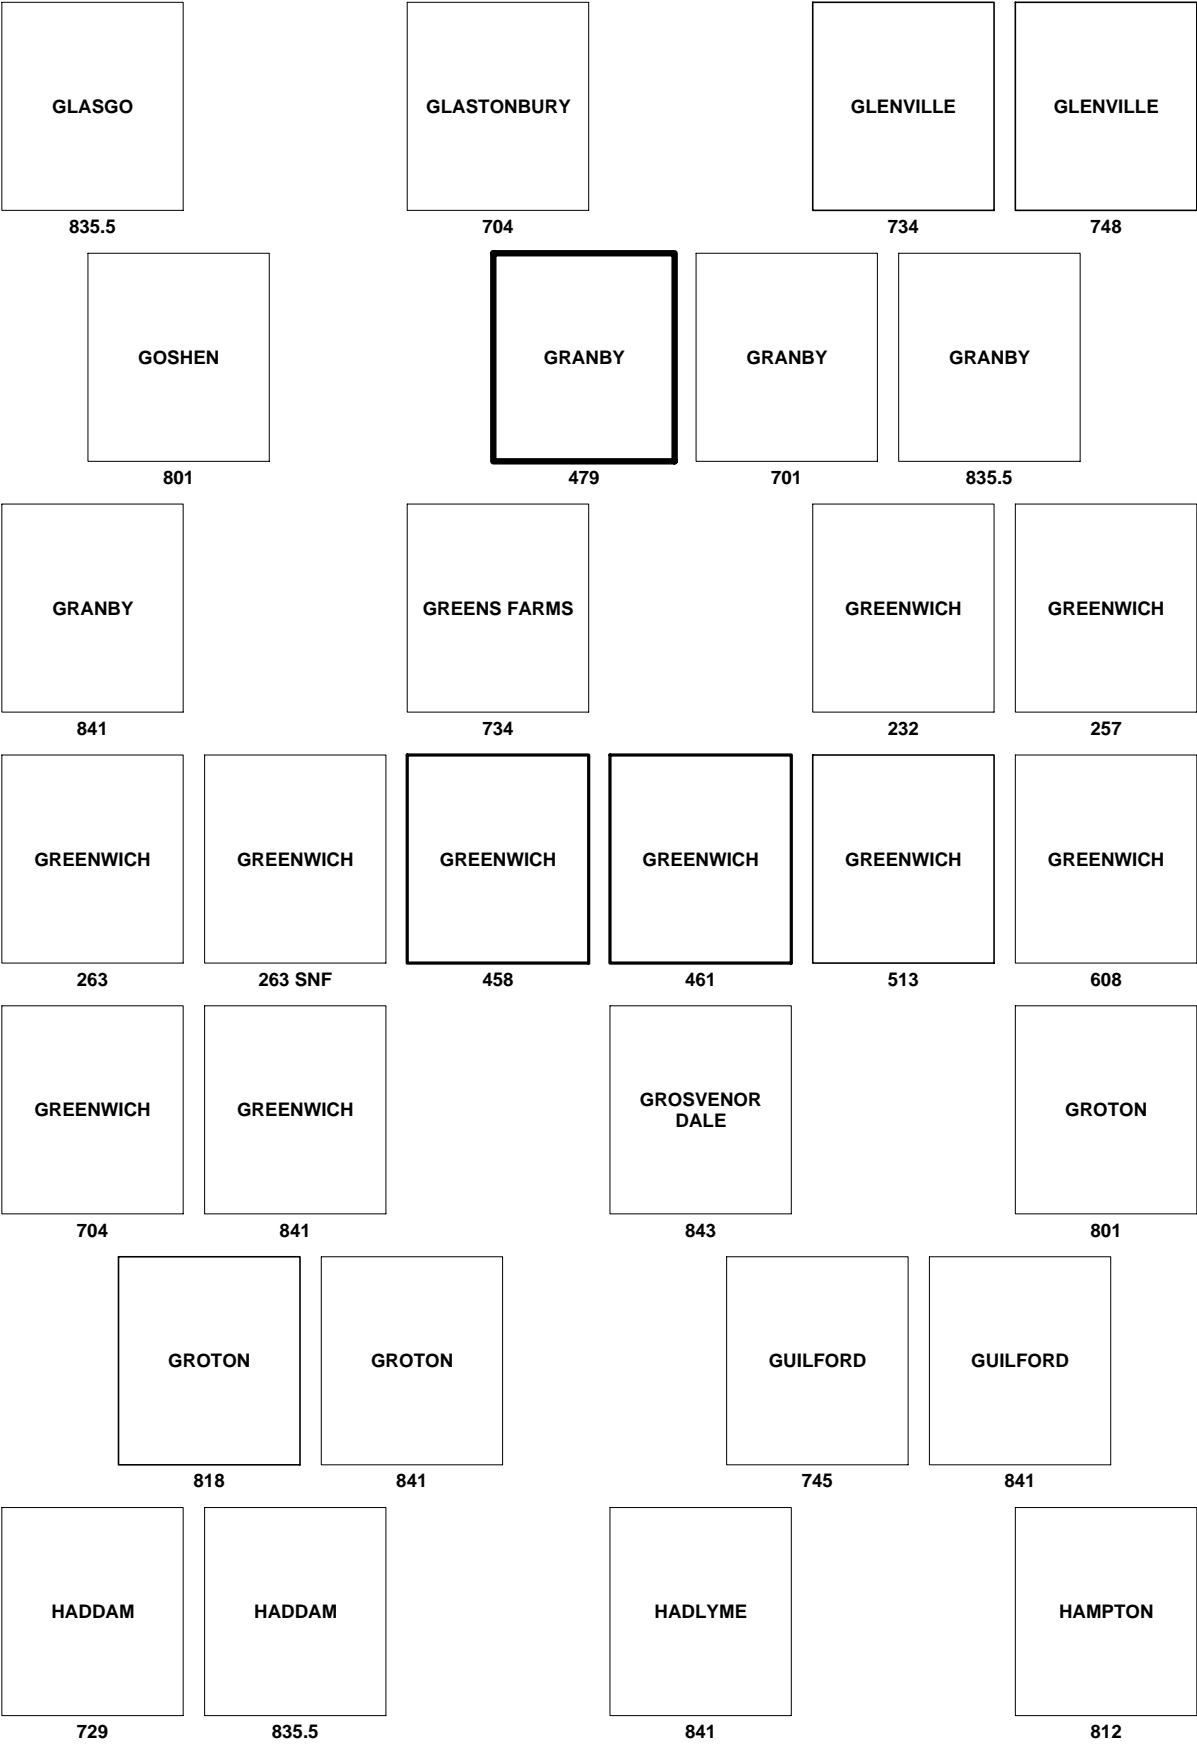 GLASGO GLASTONBURY GLENVILLE GLENVILLE
835.5 704 734 748
GOSHEN GRANBY GRANBY GRANBY
801 479 701 835.5
GRANBY GREENS FARMS GREENWICH GREENWICH
841 734 232 257
GREENWICH GREENWICH GREENWICH GREENWICH GREENWICH GREENWICH
263 263 SNF 458 461 513 608
GREENWICH GREENWICH GROSVENOR
DALE GROTON
704 841 843 801
GROTON GROTON GUILFORD GUILFORD
818 841 745 841
HADDAM HADDAM HADLYME HAMPTON
729 835.5 841 812